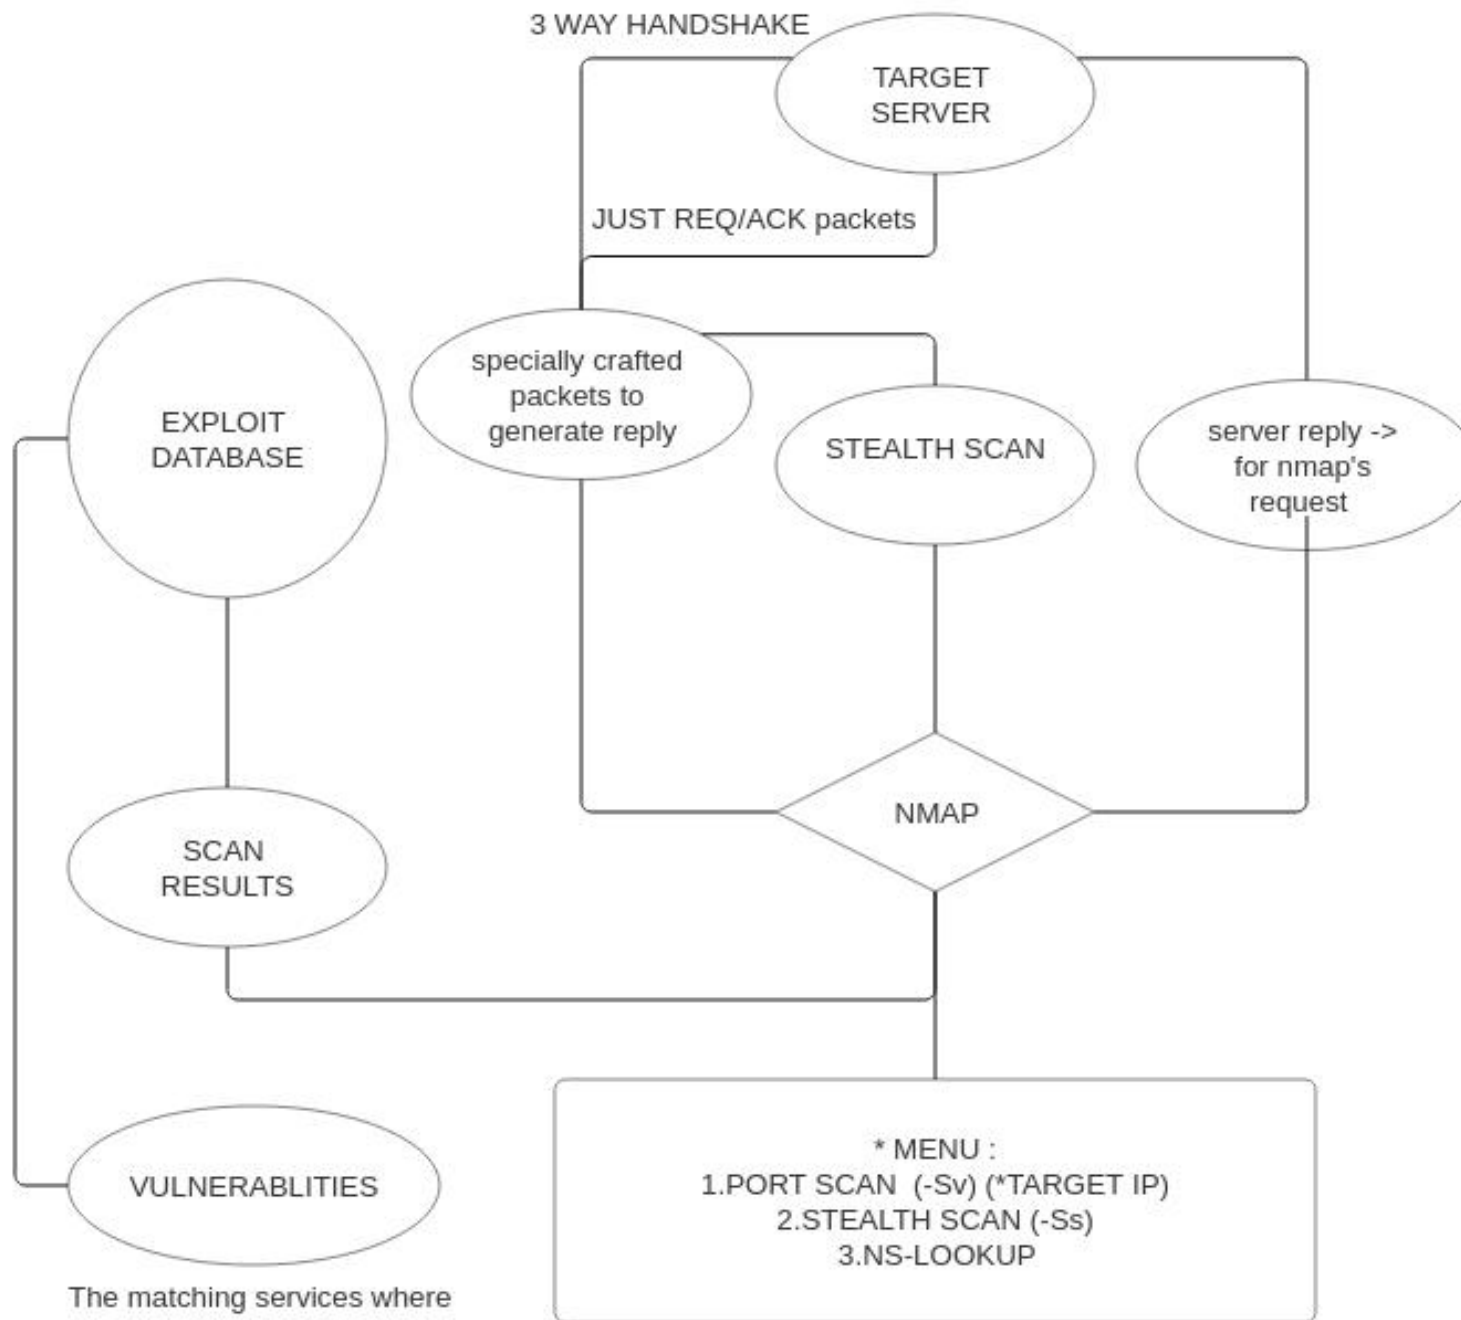 3 WAY HANDSHAKE
TARGET
SERVER
JUST REQ/ACK packets
specially crafted
packets to
generate reply
EXPLOIT
DATABASE
STEALTH SCAN
server reply ->
for nmap's
request
NMAP
SCAN
RESULTS
VULNERABLITIES
The matching services where
* MENU :
1.PORT SCAN (-Sv) (*TARGET IP)
2.STEALTH SCAN (-Ss)
3.NS-LOOKUP